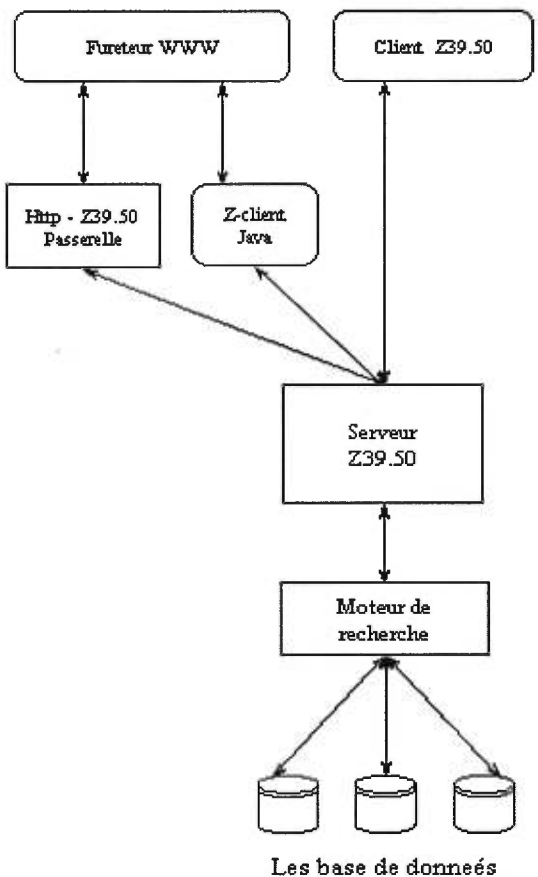 Fureteur WWW
Client Z39.50
Http - Z39.50
Passerelle
Z-client
Java
Serveur
Z39.50
Moteur de
recherche
Les base de donneés